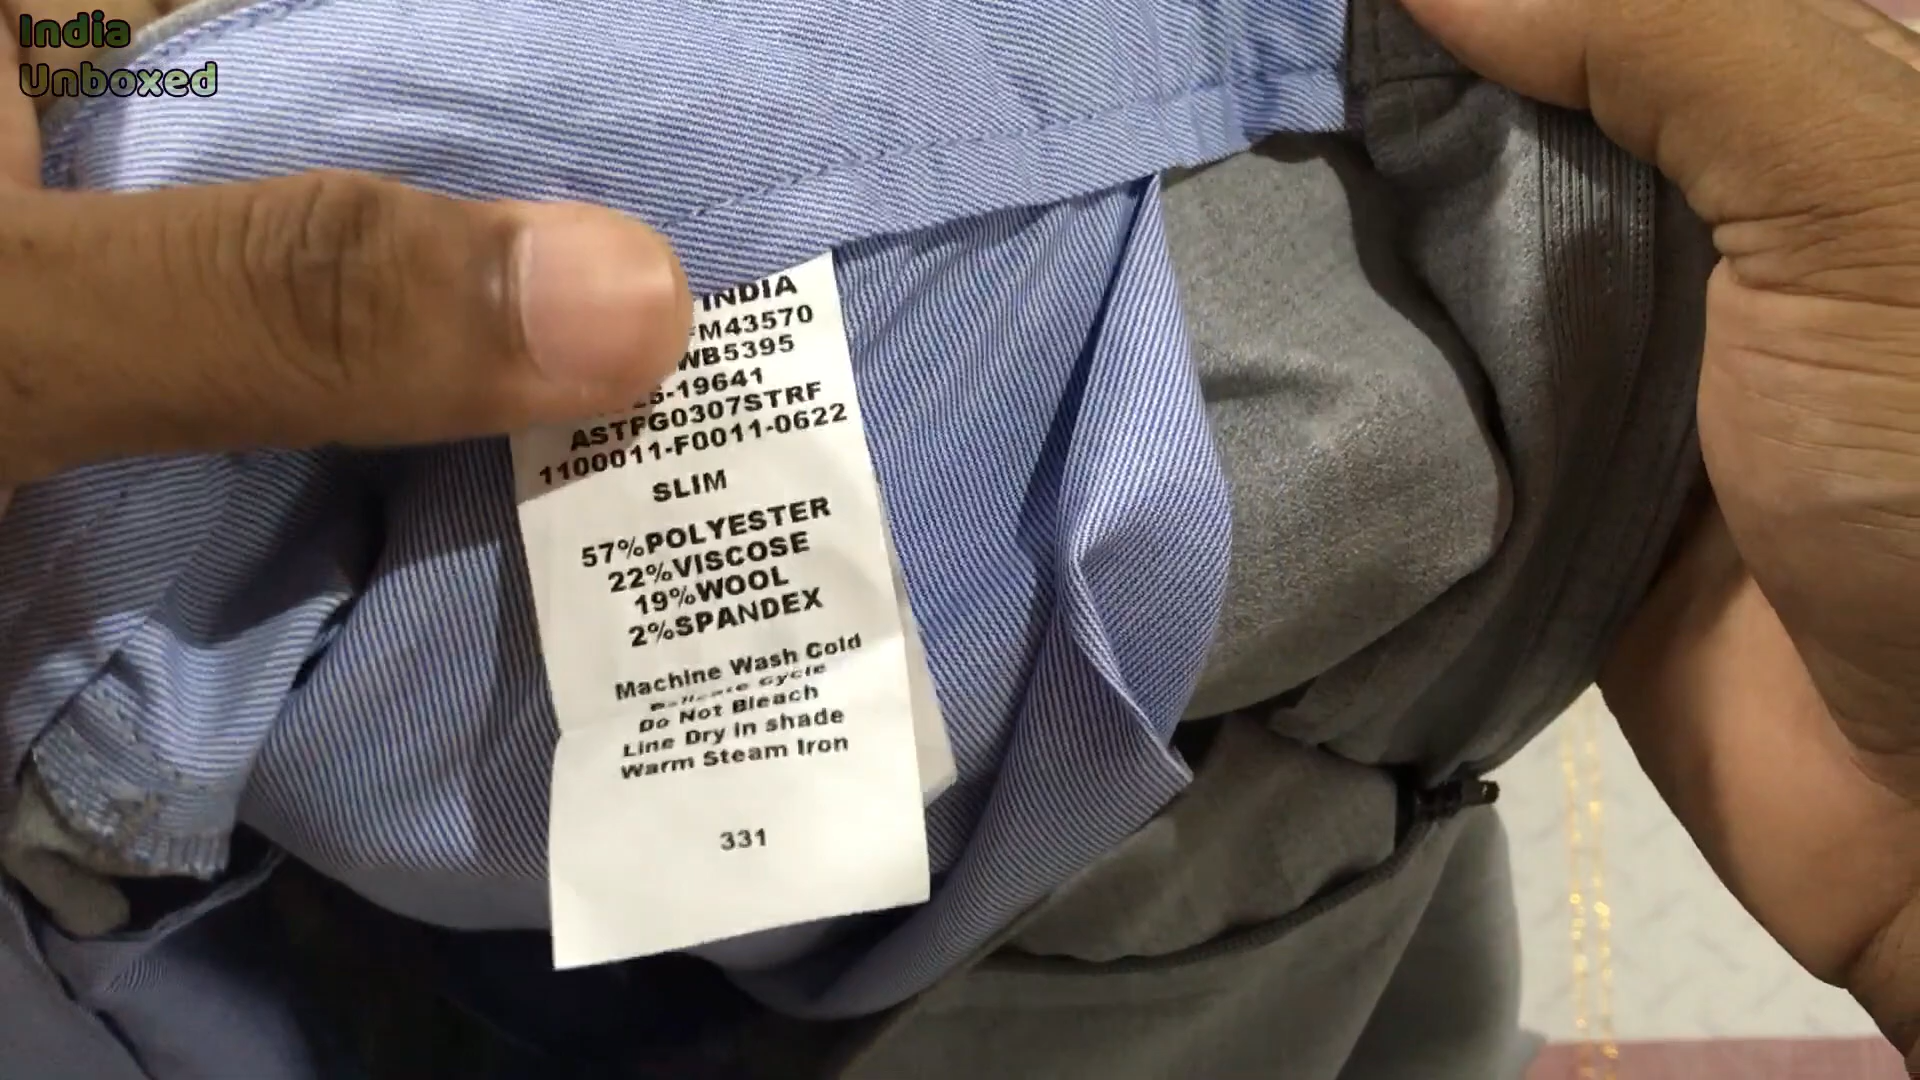 India
Unboxed
INDIA
M43570
WB5395
-19641
ASTFG0307STRF
1100011-F0011-0622
SLIM
57%POLYESTER
22%VISCOSE
19%WOOL
2%SPANDEX
Machine Wash Cold
Cycle
Do Not Bleach
Line Dry in shade
Warm Steam Iron
331